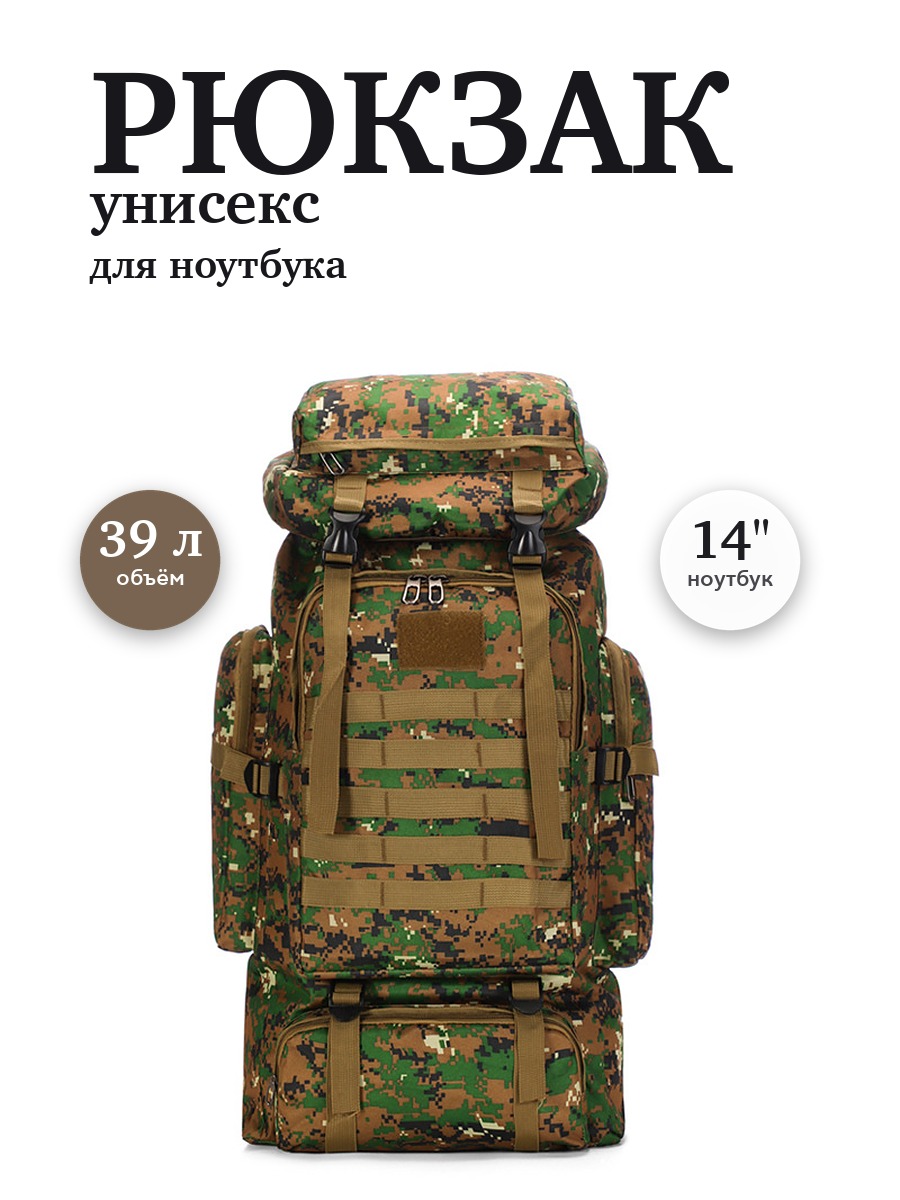 РЮКЗАК
унисекс
для ноутбука
39 л
объём
14"
ноутбук